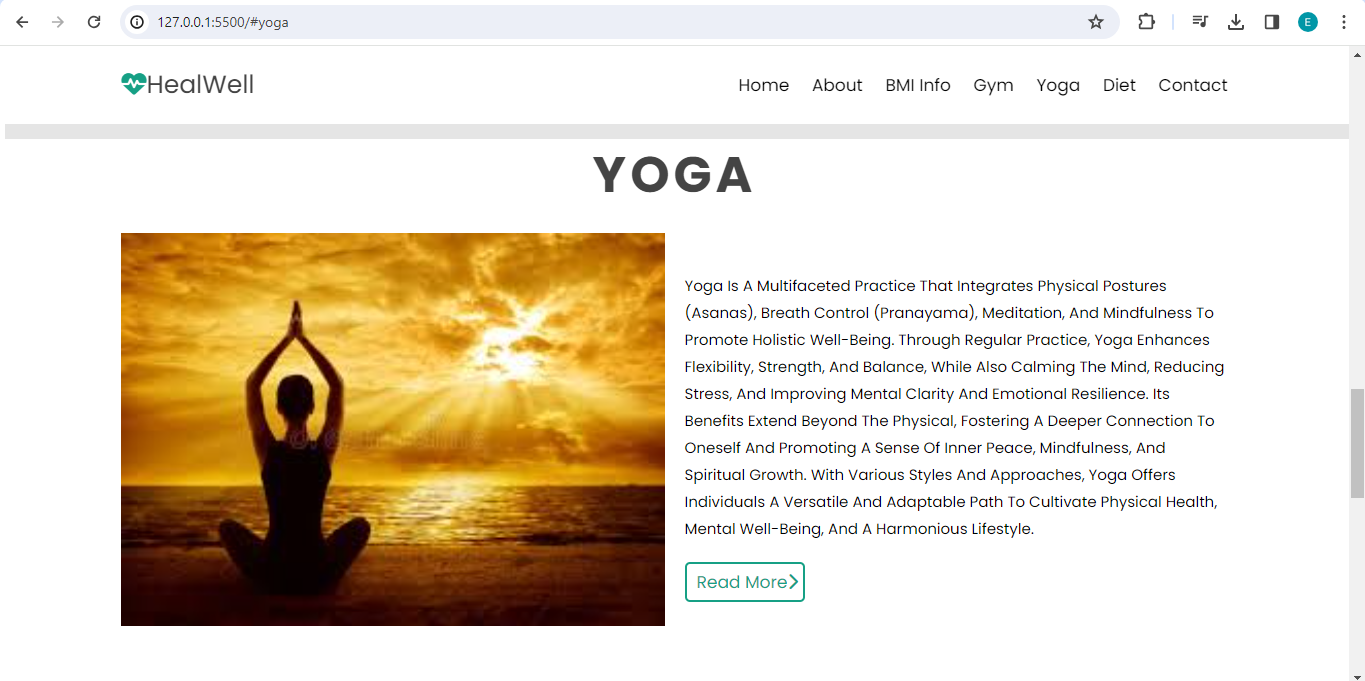 127.0.0.1:5500/#yoga
E
HealWell
Home About BMI Info Gym Yoga Diet Contact
YOGA
Yoga Is A Multifaceted Practice That Integrates Physical Postures
(Asanas), Breath Control (Pranayama), Meditation, And Mindfulness To
Promote Holistic Well-Being. Through Regular Practice, Yoga Enhances
Flexibility, Strength, And Balance, While Also Calming The Mind, Reducing
Stress, And Improving Mental Clarity And Emotional Resilience. Its
Benefits Extend Beyond The Physical, Fostering A Deeper Connection To
Oneself And Promoting A Sense Of Inner Peace, Mindfulness, And
Spiritual Growth. With Various Styles And Approaches, Yoga Offers
Individuals A Versatile And Adaptable Path To Cultivate Physical Health,
Mental Well-Being, And A Harmonious Lifestyle.
Read More